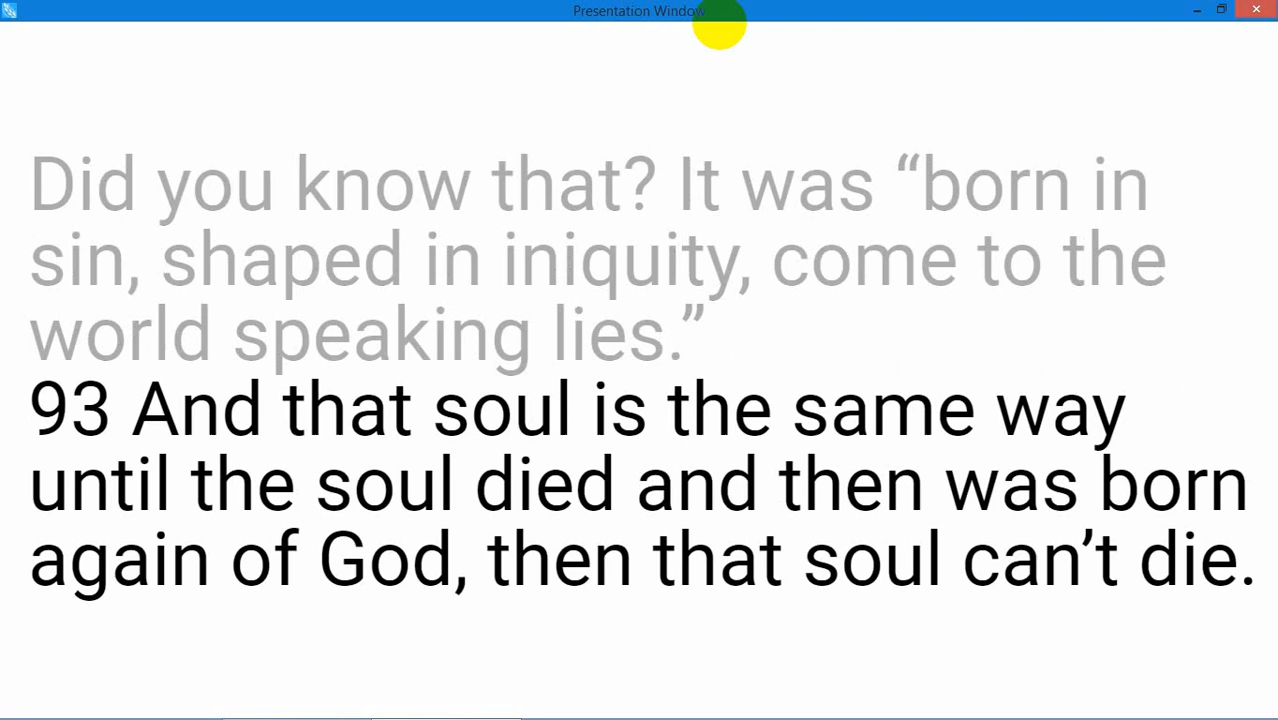 Presentation Window
Did you know that? It was “born in
sin, shaped in iniquity, come to the
world speaking lies.”
93 And that soul is the same way
until the soul died and then was born
again of God, then that soul can’t die.